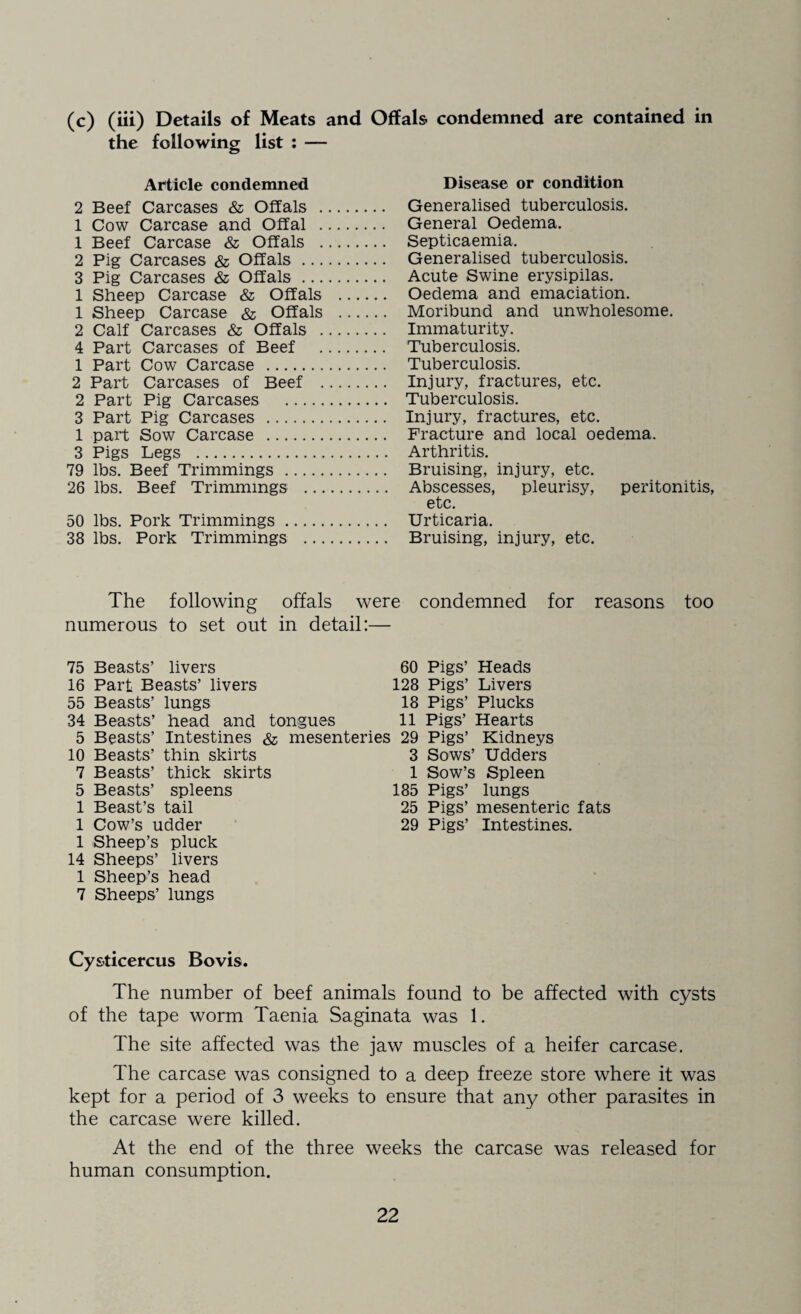 (c) (iii) Details of Meats and Offals condemned are contained in
the following list : —
Article condemned Disease or condition
2 Beef Carcases & Offals ........ Generalised tuberculosis.
1 Cow Carcase and Offal ........ General Oedema.
1 Beef Carcase & Offals ........ Septicaemia.
2 Pig Carcases & Offals .......... Generalised tuberculosis.
3 Pig Carcases & Offals .......... Acute Swine erysipilas.
1 Sheep Carcase & Offals ...... Oedema and emaciation.
1 Sheep Carcase & Offals ...... Moribund and unwholesome.
2 Calf Carcases & Offals ........ Immaturity.
4 Part Carcases of Beef ........ Tuberculosis.
1 Part Cow Carcase .............. Tuberculosis.
2 Part Carcases of Beef ........ Injury, fractures, etc.
2 Part Pig Carcases ............ Tuberculosis.
3 Part Pig Carcases .............. Injury, fractures, etc.
1 part Sow Carcase .............. Fracture and local oedema.
3 Pigs Legs ...................... Arthritis.
79 lbs. Beef Trimmings ............ Bruising, injury, etc.
26 lbs. Beef Trimmings .......... Abscesses, pleurisy, peritonitis,
etc.
50 lbs. Pork Trimmings ............ Urticaria.
38 lbs. Pork Trimmings .......... Bruising, injury, etc.
The following offals were condemned for reasons too
numerous to set out in detail:—
75 Beasts' livers
16 Part Beasts' livers
55 Beasts' lungs
34 Beasts' head and tongues
5 Beasts' Intestines & mesenteries
10 Beasts' thin skirts
7 Beasts' thick skirts
5 Beasts' spleens
1 Beast's tail
1 Cow's udder
1 Sheep's pluck
14 Sheeps' livers
1 Sheep's head
7 Sheeps' lungs
60 Pigs' Heads
128 Pigs' Livers
18 Pigs' Plucks
11 Pigs' Hearts
29 Pigs' Kidneys
3 Sows' Udders
1 Sow's Spleen
185 Pigs' lungs
25 Pigs' mesenteric fats
29 Pigs' Intestines.
Cysticercus Bovis.
The number of beef animals found to be affected with cysts
of the tape worm Taenia Saginata was 1.
The site affected was the jaw muscles of a heifer carcase.
The carcase was consigned to a deep freeze store where it was
kept for a period of 3 weeks to ensure that any other parasites in
the carcase were killed.
At the end of the three weeks the carcase was released for
human consumption.
22